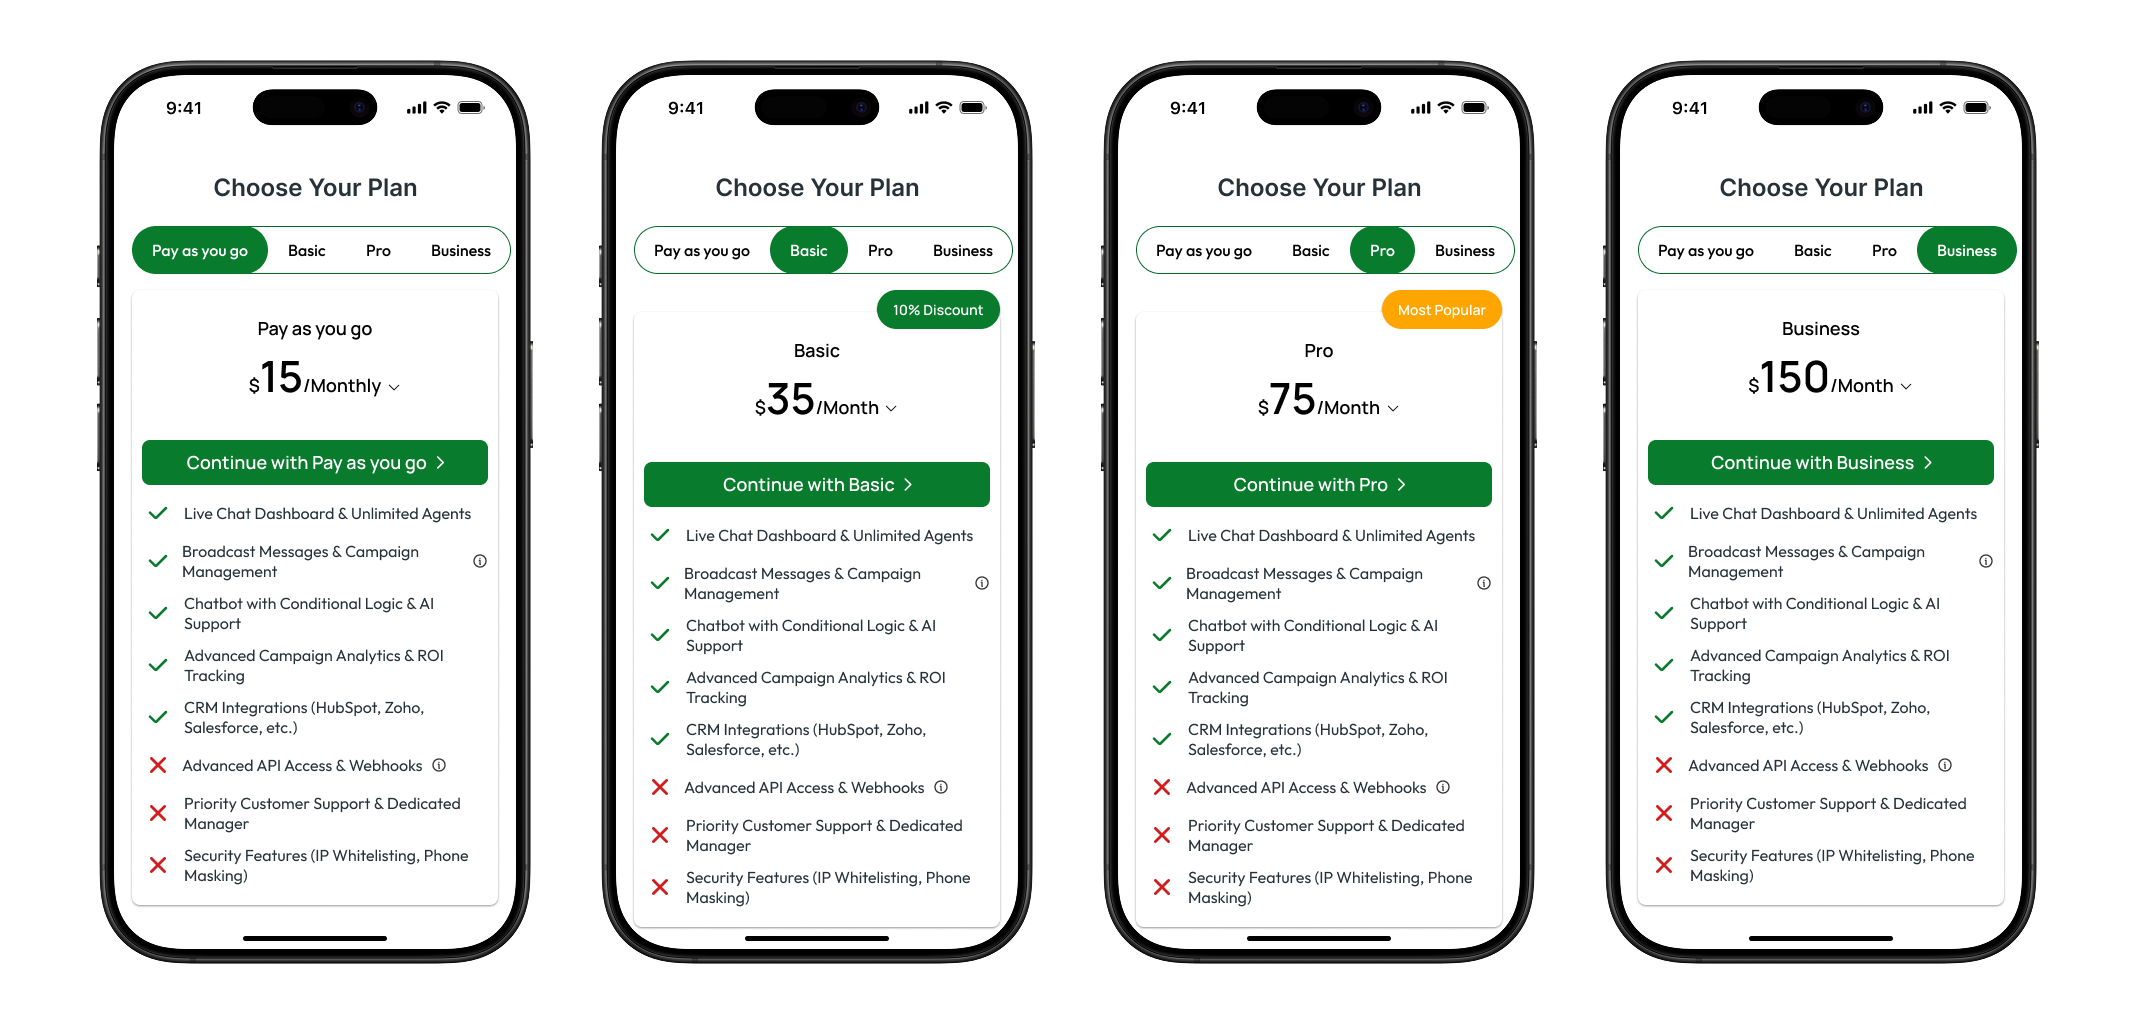 9:41
Choose Your Plan
Pay as you go Basic Pro Business
Pay as you go
$15/Monthly
Continue with Pay as you go
Live Chat Dashboard & Unlimited Agents
Broadcast Messages & Campaign
Management
Chatbot with Conditional Logic & AI
Support
Advanced Campaign Analytics & ROI
Tracking
CRM Integrations (HubSpot, Zoho,
Salesforce, etc.)
Advanced API Access & Webhooks
Priority Customer Support & Dedicated
Manager
Security Features (IP Whitelisting, Phone
Masking)
9:41
Choose Your Plan
Pay as you go Basic Pro Business
10% Discount
Basic
$35/Month
Continue with Basic
Live Chat Dashboard & Unlimited Agents
Broadcast Messages & Campaign
Management
Chatbot with Conditional Logic & AI
Support
Advanced Campaign Analytics & ROI
Tracking
CRM Integrations (HubSpot, Zoho,
Salesforce, etc.)
Advanced API Access & Webhooks
Priority Customer Support & Dedicated
Manager
Security Features (IP Whitelisting, Phone
Masking)
9:41
Choose Your Plan
Pay as you go Basic Pro Business
Most Popular
Pro
$75/Month
Continue with Pro
Live Chat Dashboard & Unlimited Agents
Broadcast Messages & Campaign
Management
Chatbot with Conditional Logic & AI
Support
Advanced Campaign Analytics & ROI
Tracking
CRM Integrations (HubSpot, Zoho,
Salesforce, etc.)
Advanced API Access & Webhooks
Priority Customer Support & Dedicated
Manager
Security Features (IP Whitelisting, Phone
Masking)
9:41
Choose Your Plan
Pay as you go Basic Pro Business
Business
$150/Month
Continue with Business
Live Chat Dashboard & Unlimited Agents
Broadcast Messages & Campaign
Management
Chatbot with Conditional Logic & AI
Support
Advanced Campaign Analytics & ROI
Tracking
CRM Integrations (HubSpot, Zoho,
Salesforce, etc.)
Advanced API Access & Webhooks
Priority Customer Support & Dedicated
Manager
Security Features (IP Whitelisting, Phone
Masking)